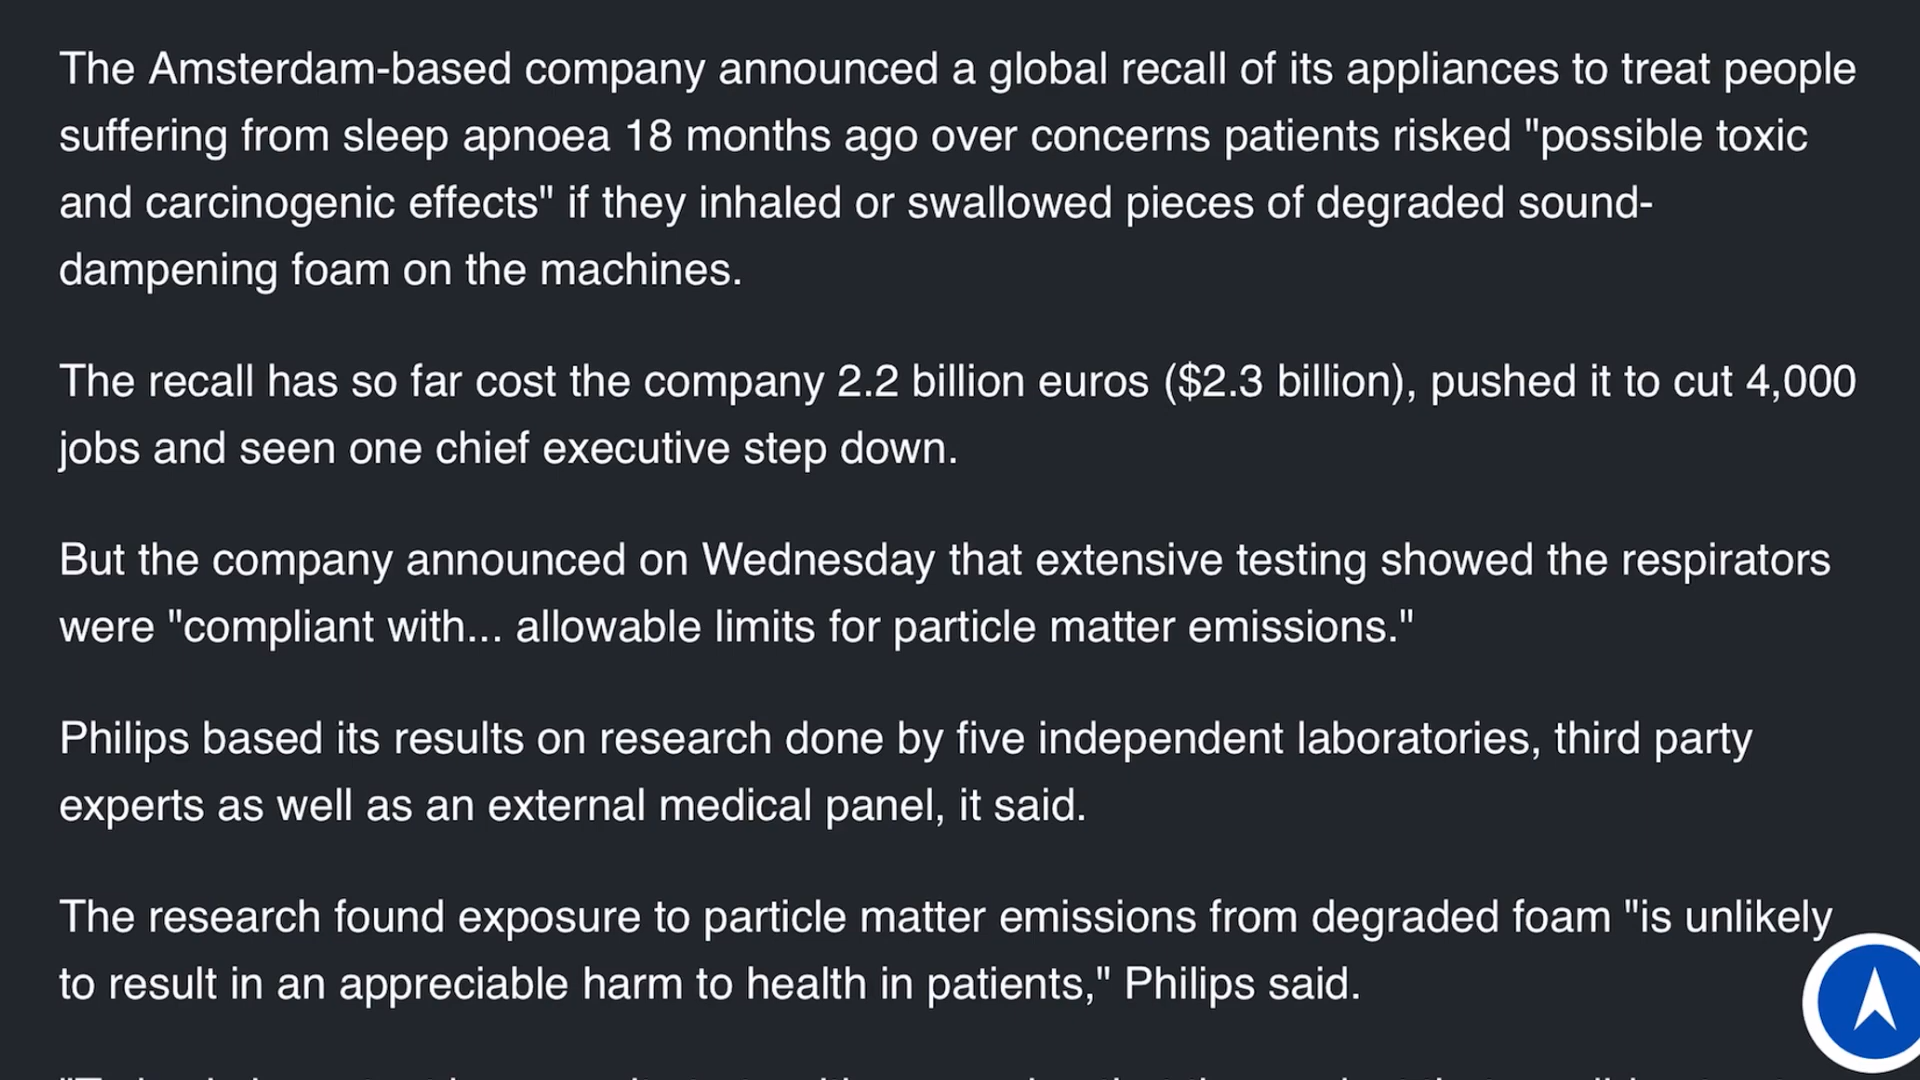 The Amsterdam-based company announced a global recall of its appliances to treat people
suffering from sleep apnoea 18 months ago over concerns patients risked "possible toxic
and carcinogenic effects" if they inhaled or swallowed pieces of degraded sound-
dampening foam on the machines.
The recall has so far cost the company 2.2 billion euros ($2.3 billion), pushed it to cut 4,000
jobs and seen one chief executive step down.
But the company announced on Wednesday that extensive testing showed the respirators
were "compliant with... allowable limits for particle matter emissions."
Philips based its results on research done by five independent laboratories, third party
experts as well as an external medical panel, it said.
The research found exposure to particle matter emissions from degraded foam "is unlikely
to result in an appreciable harm to health in patients," Philips said.